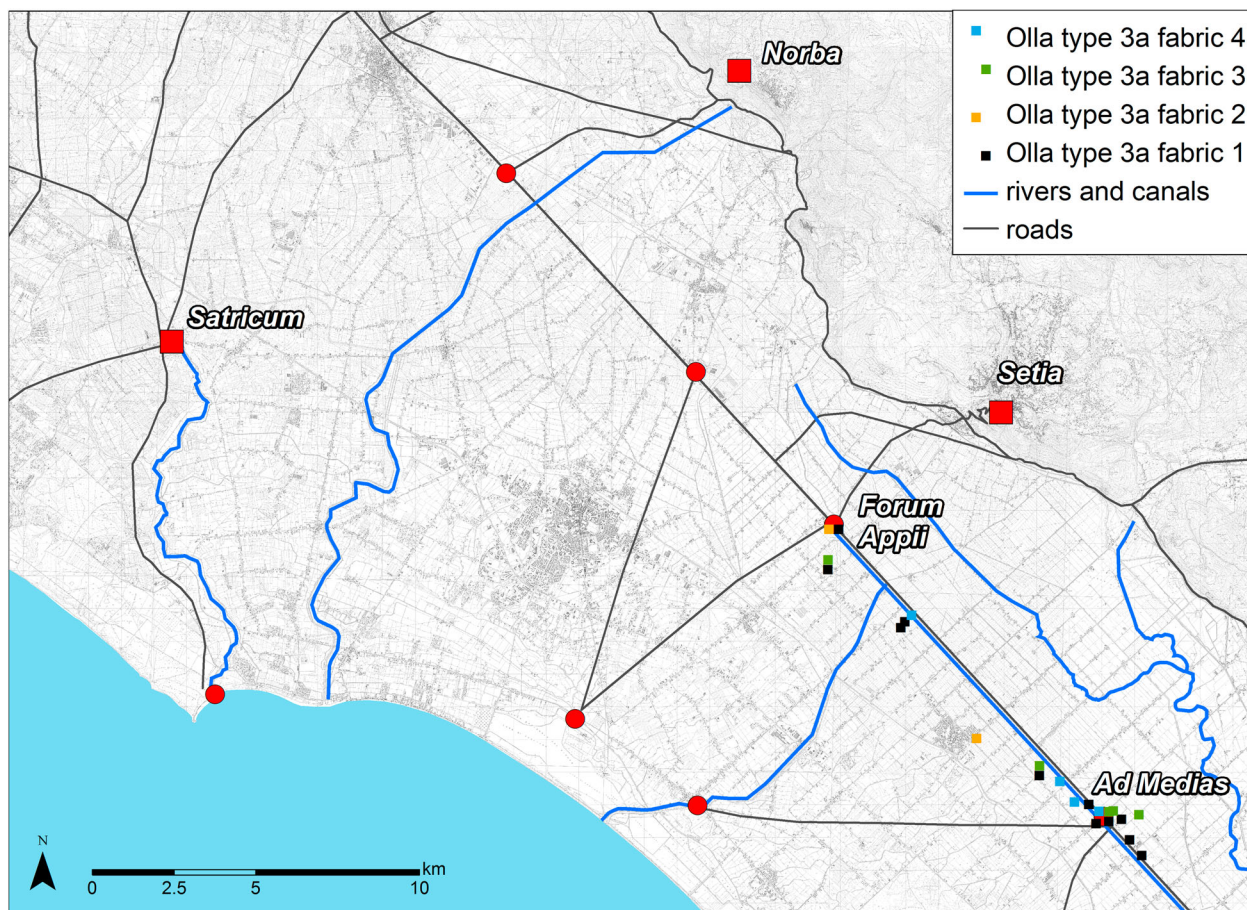 Norba
Olla type 3a fabric 4
Olla type 3a fabric 3
Olla type 3a fabric 2
Olla type 3a fabric 1
rivers and canals
roads
Satricum
Setia
Forum
Appii
Ad Medias
N
km
0 2.5 5 10